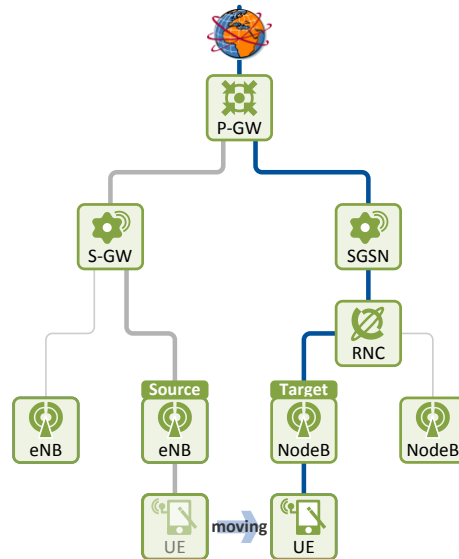 P-GW
S-GW
SGSN
RNC
Source
Target
eNB
eNB
NodeB
NodeB
moving
UE
UE